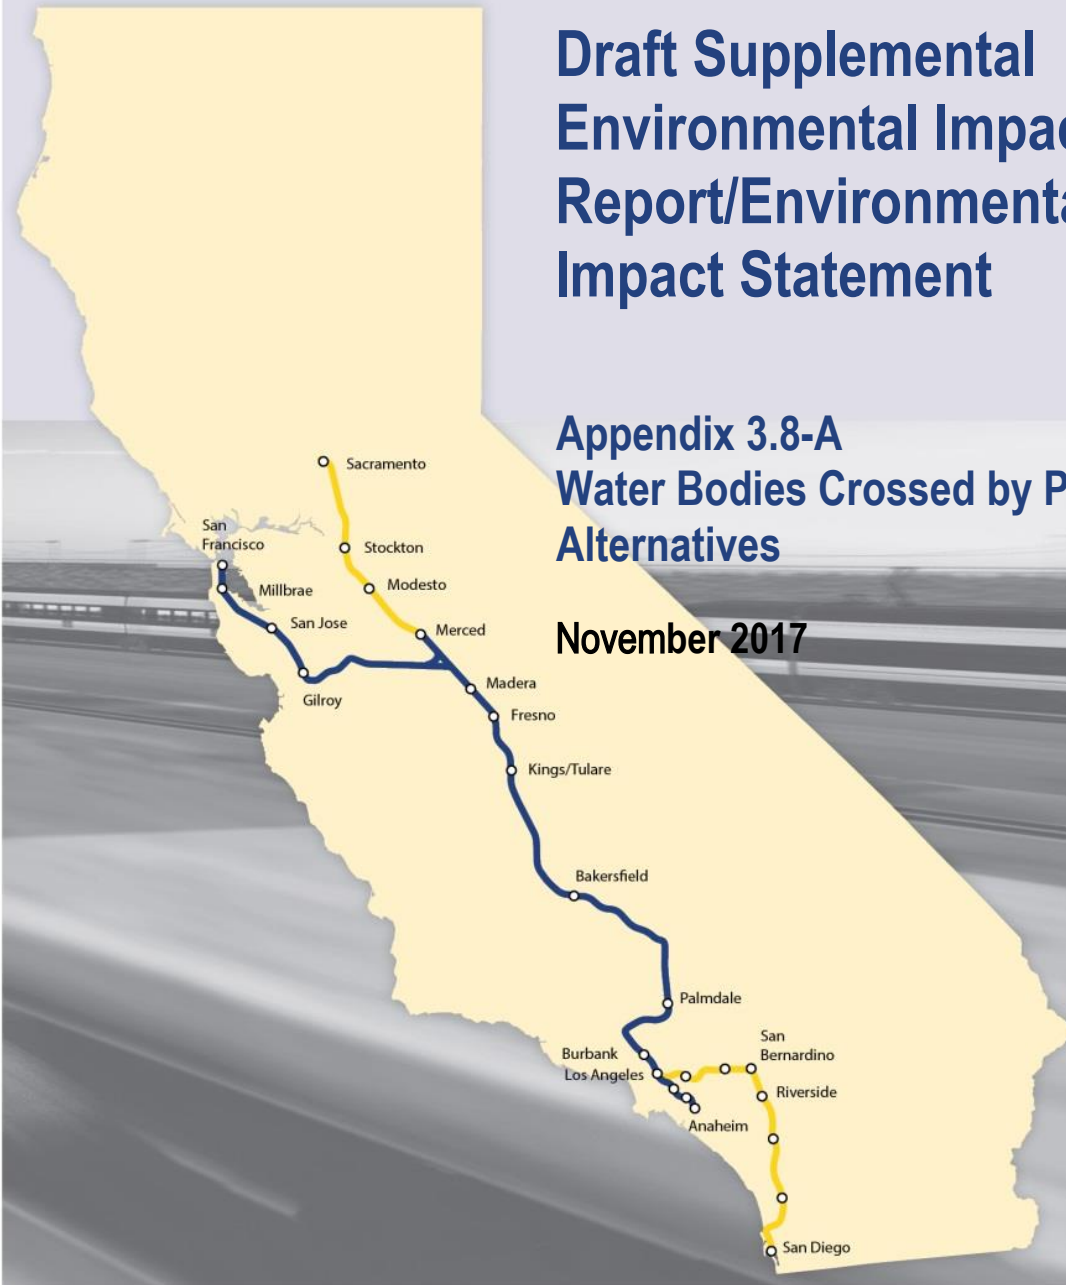 Draft Supplemental
Environmental Impac
Report/Environmenta
Impact Statement
Appendix 3.8-A
Water Bodies Crossed by P
Alternatives
November 2017
Sacramento
San
Francisco
Stockton
Millbrae
Modesto
San Jose
Merced
Gilroy
Madera
Fresno
Kings/Tulare
Bakersfield
Palmdale
Burbank
Los Angeles
San
Bernardino
Riverside
Anaheim
San Diego